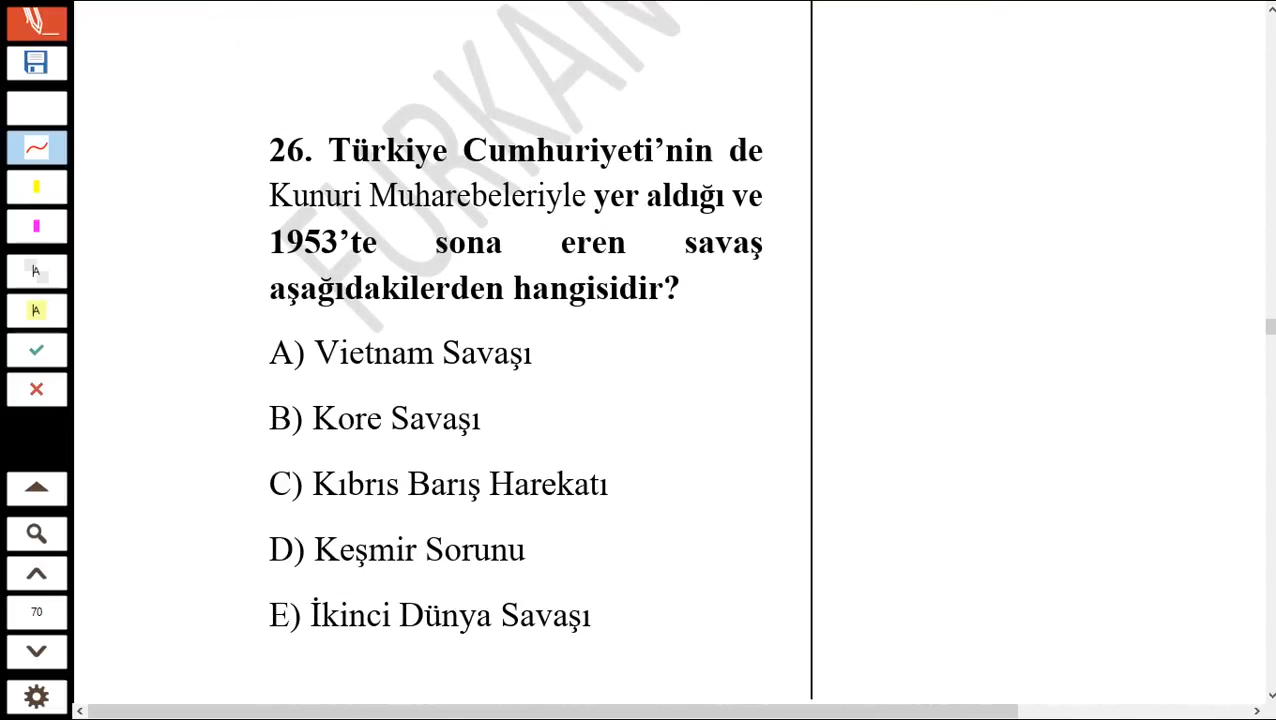 FURKAN
26. Türkiye Cumhuriyeti’nin de
Kunuri Muharebeleriyle yer aldığı ve
1953’te sona eren savaş
aşağıdakilerden hangisidir?
A) Vietnam Savaşı
B) Kore Savaşı
C) Kıbrıs Barış Harekatı
D) Keşmir Sorunu
E) İkinci Dünya Savaşı
A
A
70